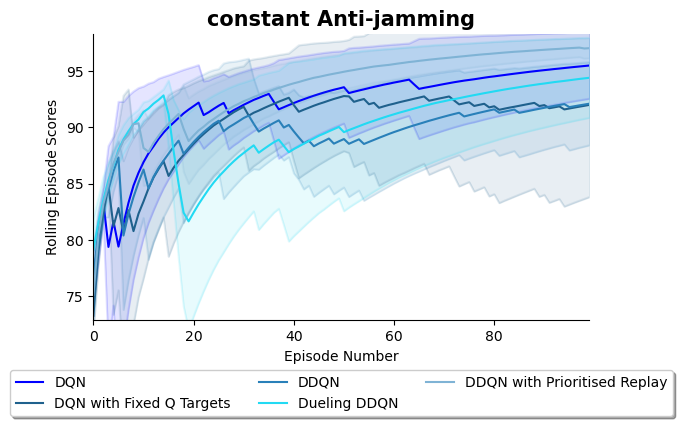 constant Anti-jamming
Rolling Episode Scores
95
90
85
80
75
0 20 40 60 80
Episode Number
DQN DDQN DDQN with Prioritised Replay
DQN with Fixed Q Targets Dueling DDQN